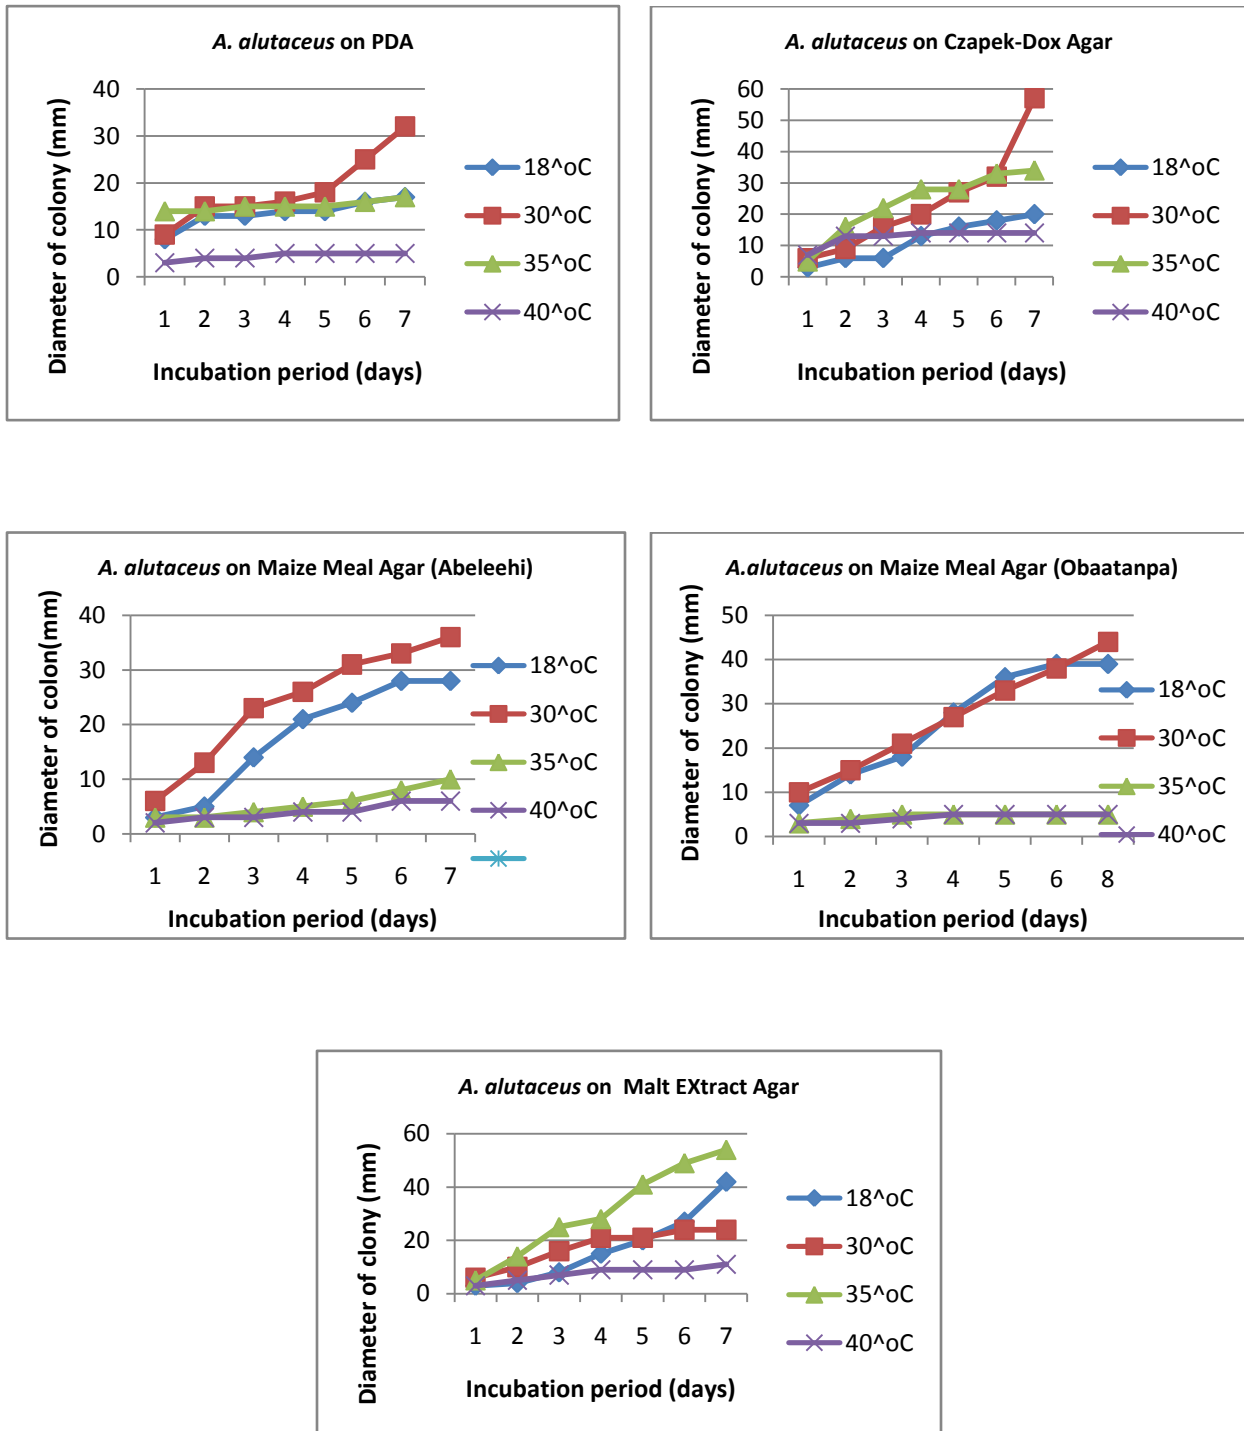 A. alutaceus on PDA
Diameter of colony (mm)
40
30
20
10
0
1 2 3 4 5 6 7
Incubation period (days)
18^oC
30^oC
35^oC
40^oC
A. alutaceus on Czapek-Dox Agar
Diameter of colony (mm)
60
50
40
30
20
10
0
1 2 3 4 5 6 7
Incubation period (days)
18^oC
30^oC
35^oC
40^oC
A. alutaceus on Maize Meal Agar (Abeleehi)
Diameter of colon(mm)
40
30
20
10
0
1 2 3 4 5 6 7
Incubation period (days)
18^oC
30^oC
35^oC
40^oC
A.alutaceus on Maize Meal Agar (Obaatanpa)
Diameter of colony (mm)
50
40
30
20
10
0
1 2 3 4 5 6 8
Incubation period (days)
18^oC
30^oC
35^oC
40^oC
A. alutaceus on Malt EXtract Agar
Diameter of clony (mm)
60
40
20
0
1 2 3 4 5 6 7
Incubation period (days)
18^oC
30^oC
35^oC
40^oC